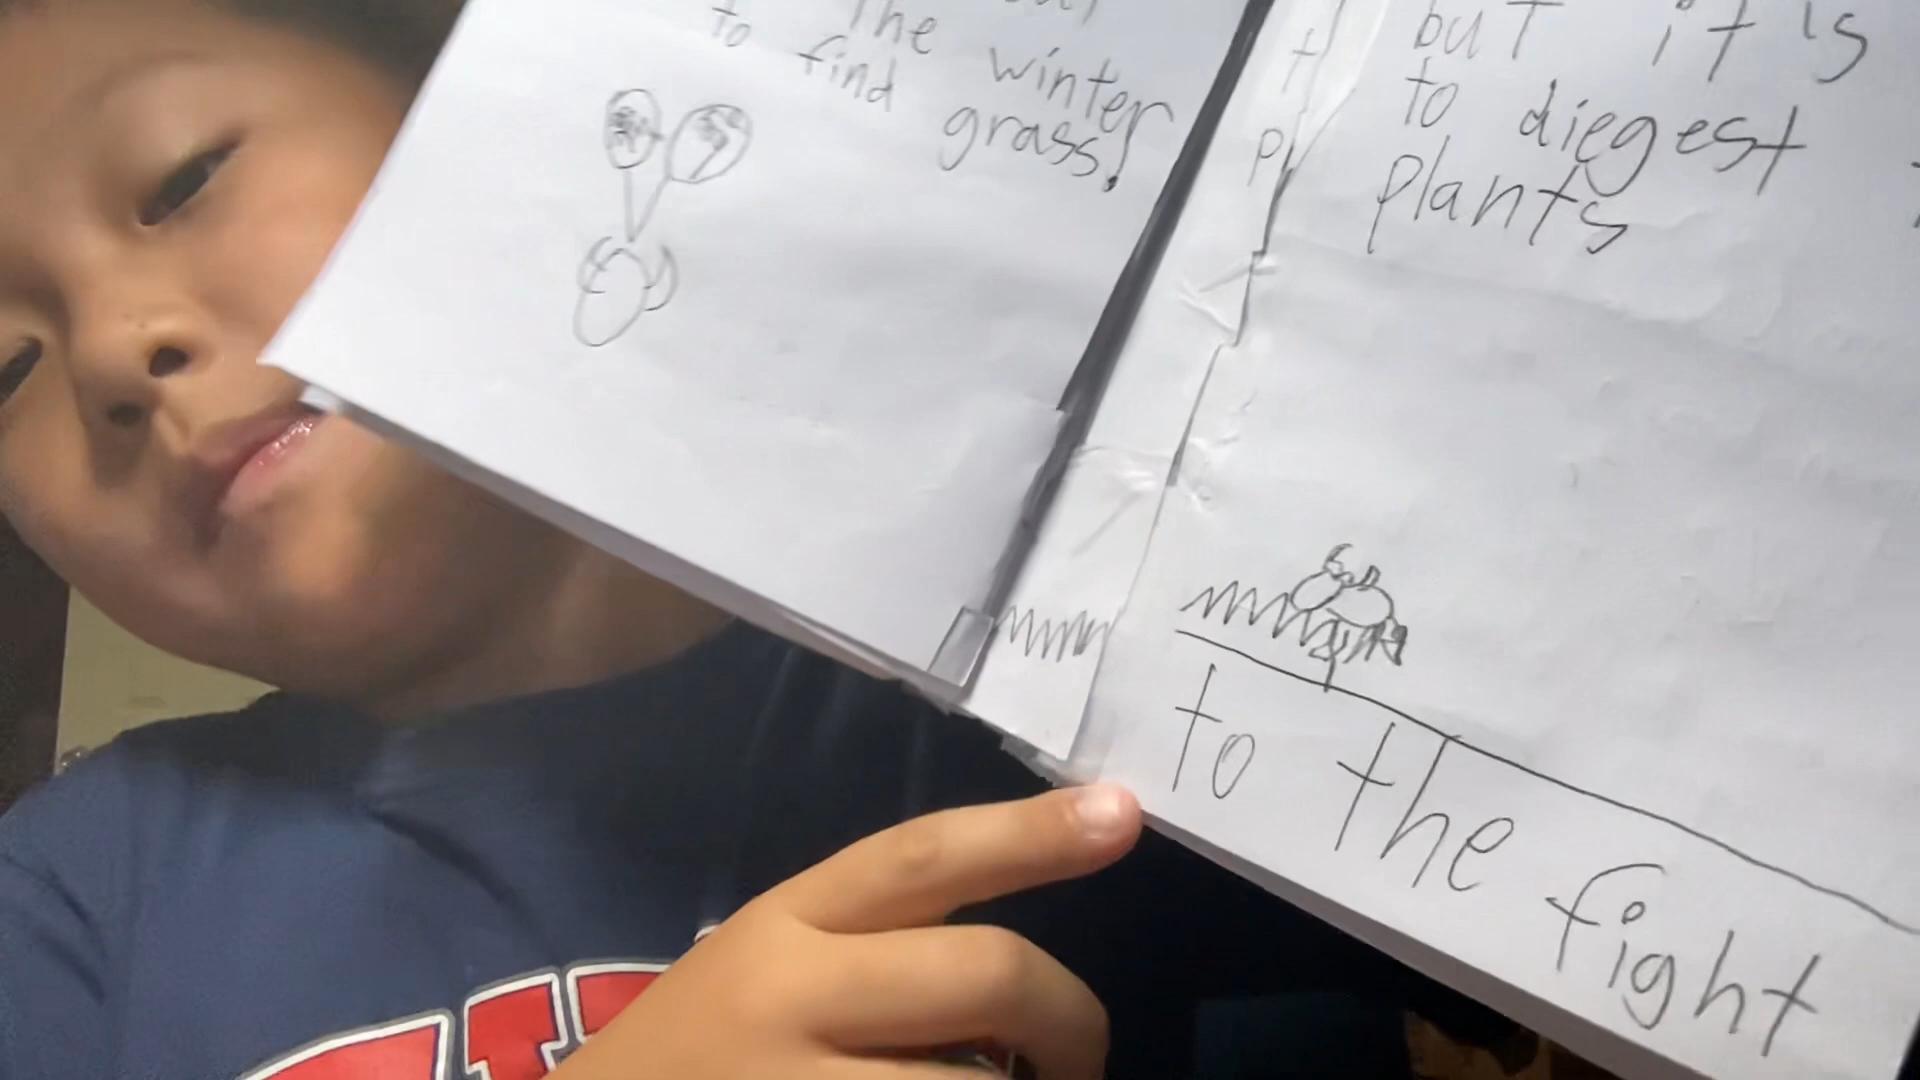 The winter
to find grass!
but it is
to diegest
plants
to the fight